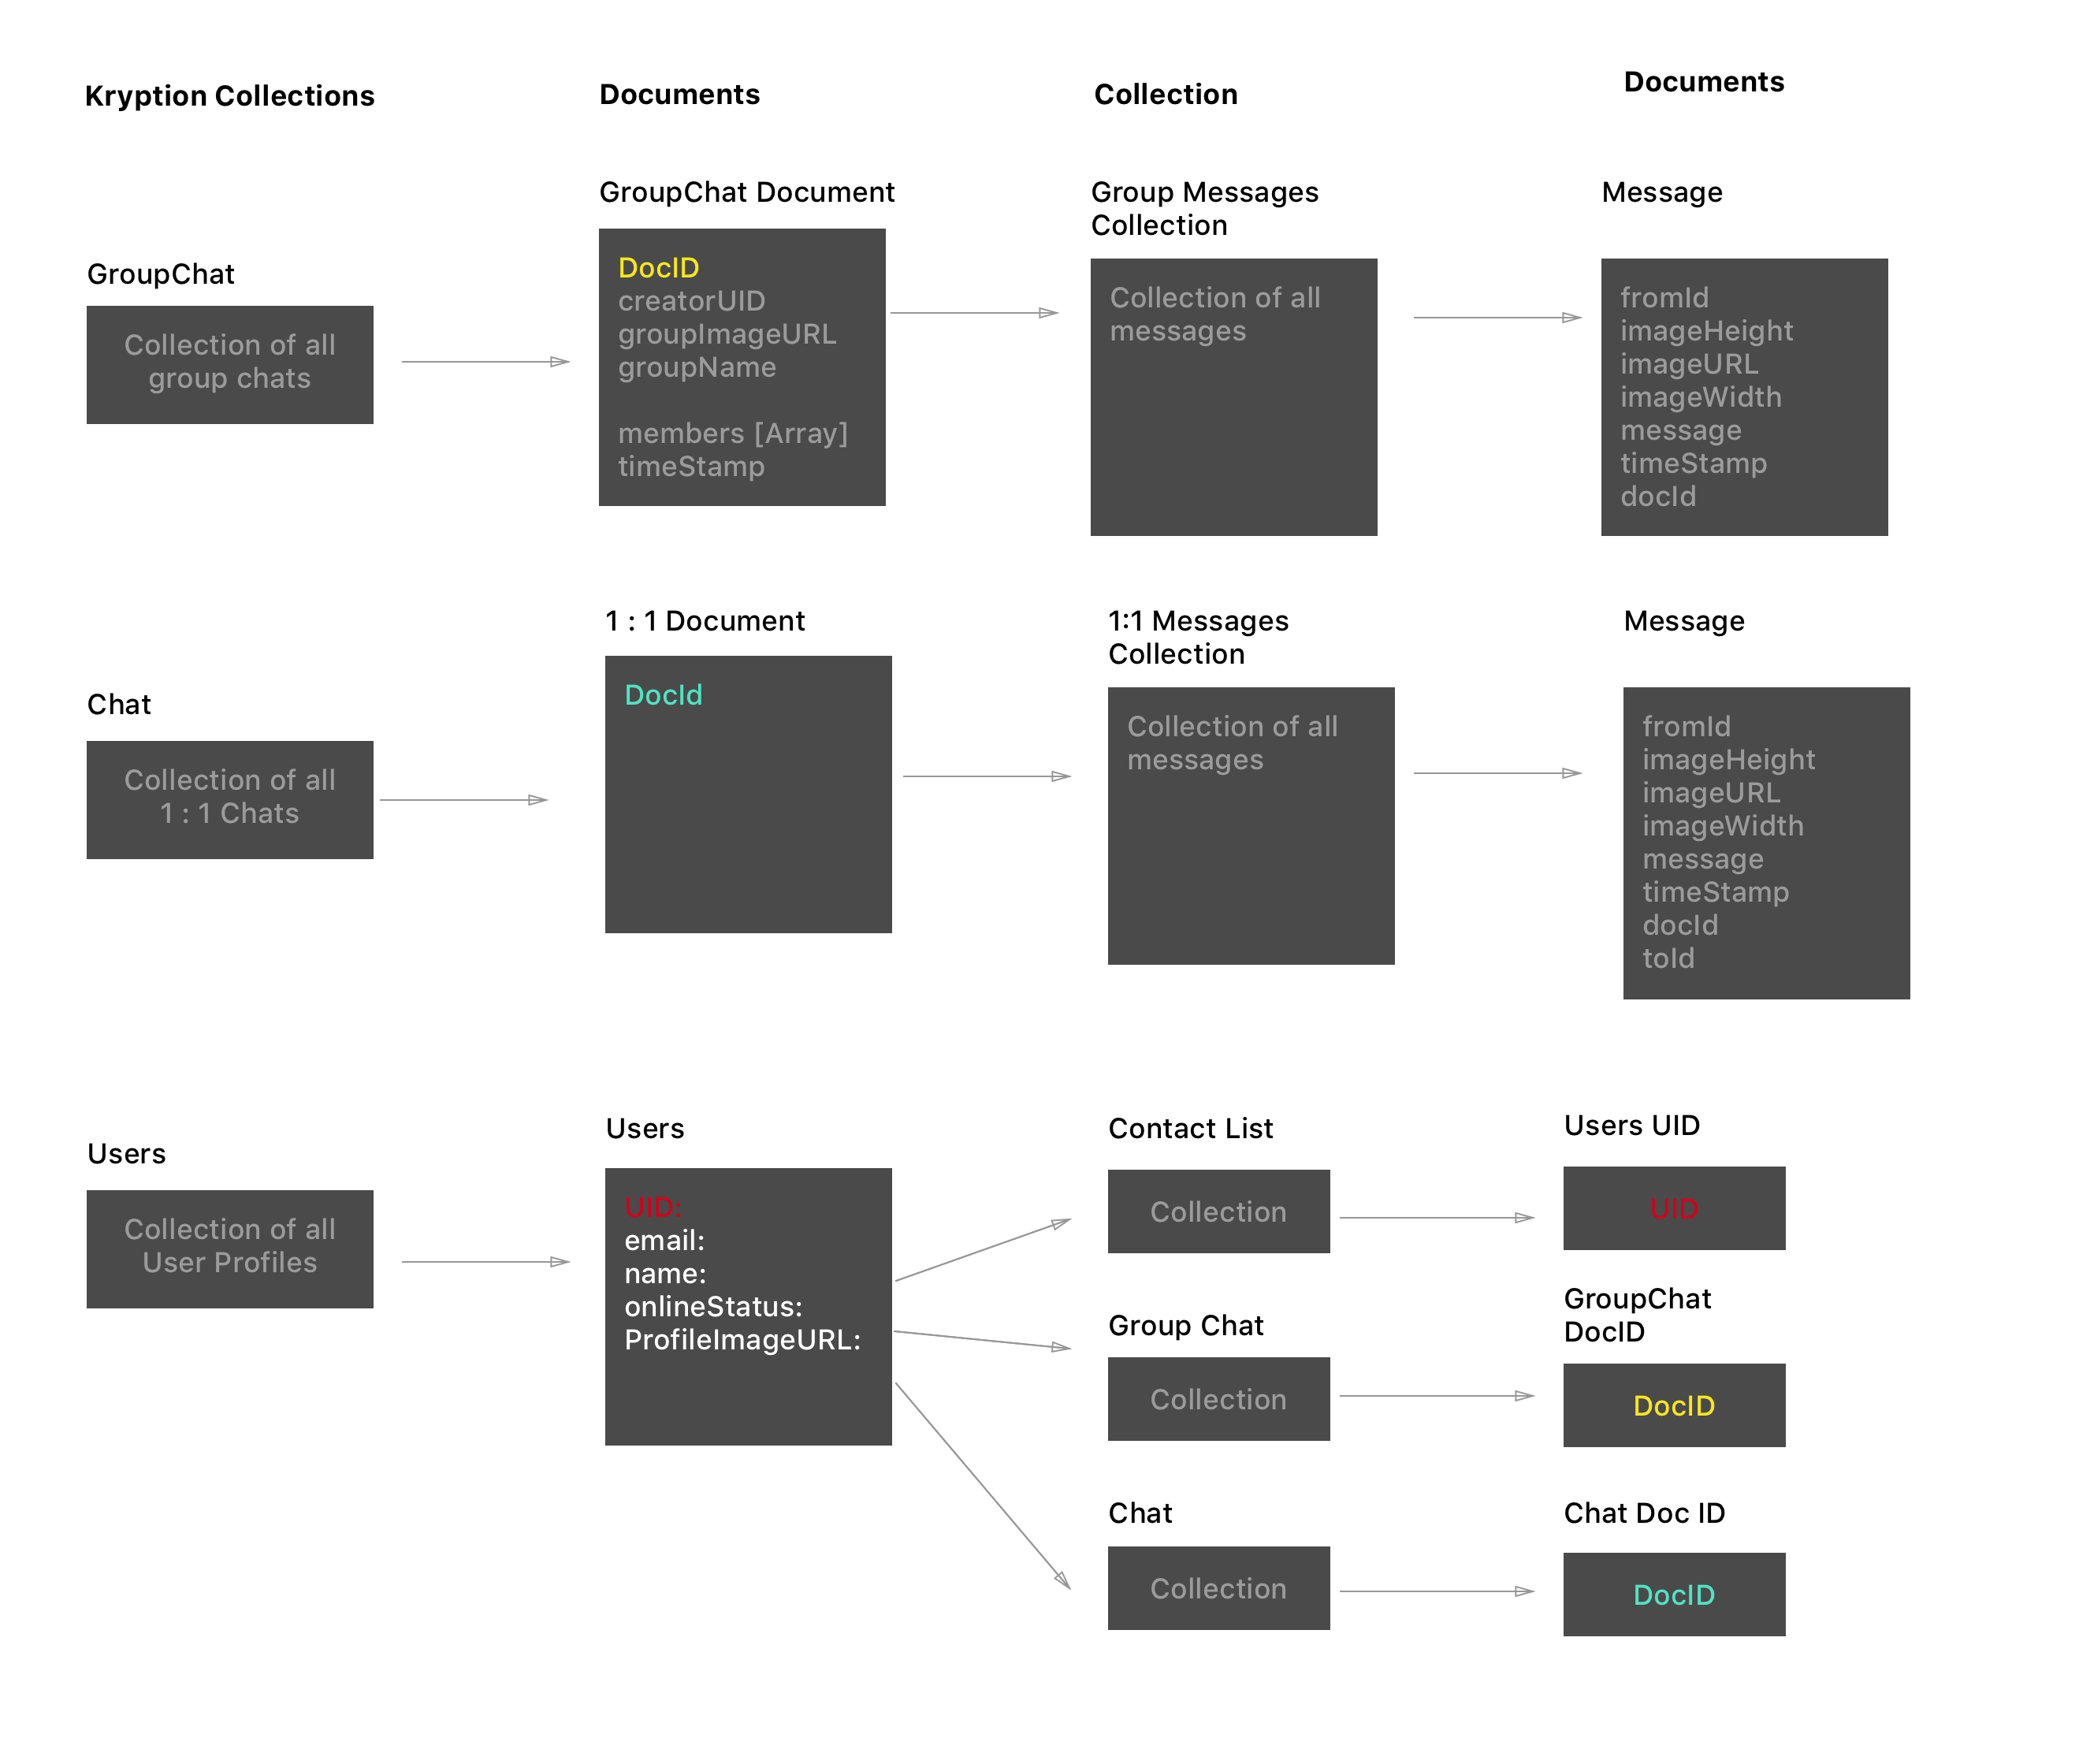 Kryption Collections
Documents
Collection
Documents
GroupChat
Collection of all
group chats
GroupChat Document
DocID
creatorUID
groupImageURL
groupName
members [Array]
timeStamp
Group Messages
Collection
Collection of all
messages
Message
fromId
imageHeight
imageURL
imageWidth
message
timeStamp
docId
Chat
Collection of all
1 : 1 Chats
1 : 1 Document
DocId
1:1 Messages
Collection
Collection of all
messages
Message
fromId
imageHeight
imageURL
imageWidth
message
timeStamp
docId
toId
Users
Collection of all
User Profiles
Users
UID:
email:
name:
onlineStatus:
ProfileImageURL:
Contact List
Collection
Users UID
UID
Group Chat
Collection
GroupChat
DocID
DocID
Chat
Collection
Chat Doc ID
DocID